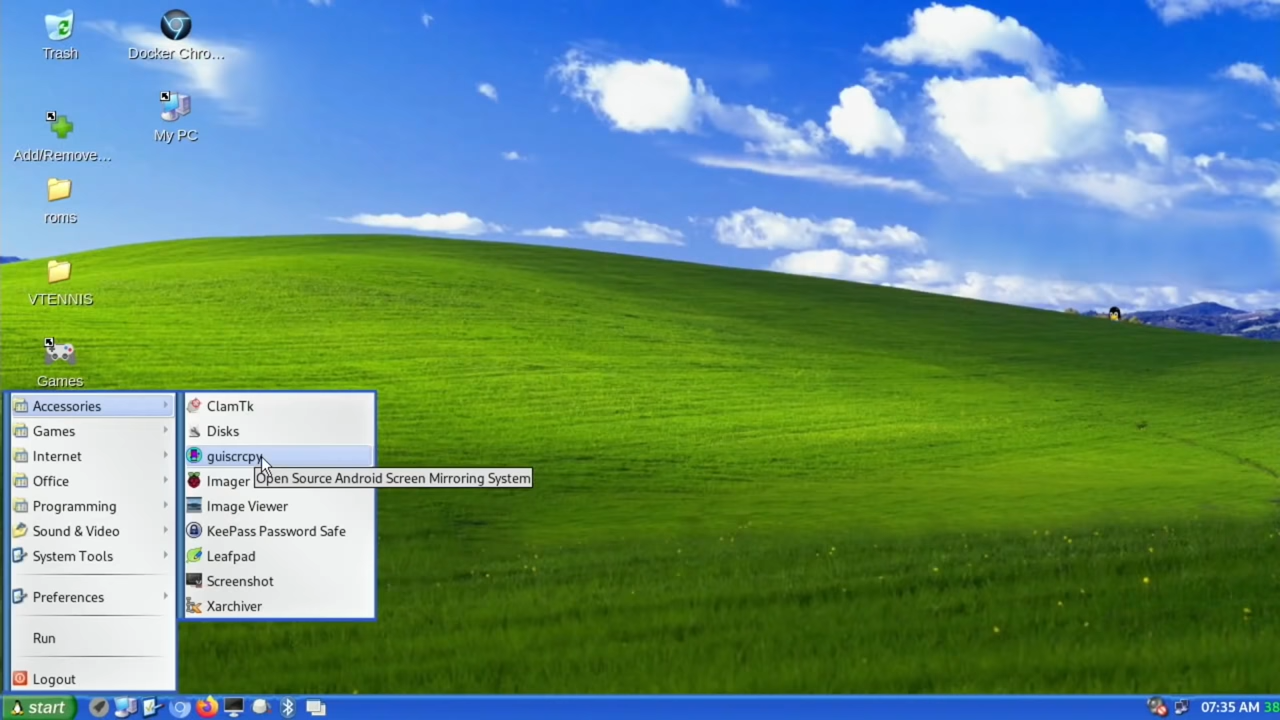 Trash
Docker Chro...
My PC
Add/Remove...
roms
VTENNIS
Games
Accessories
Games
Internet
Office
Programming
Sound & Video
System Tools
Preferences
Run
Logout
ClamTk
Disks
guiscrcpy
Open Source Android Screen Mirroring System
Imager
Image Viewer
KeePass Password Safe
Leafpad
Screenshot
Xarchiver
start
07:35 AM 38